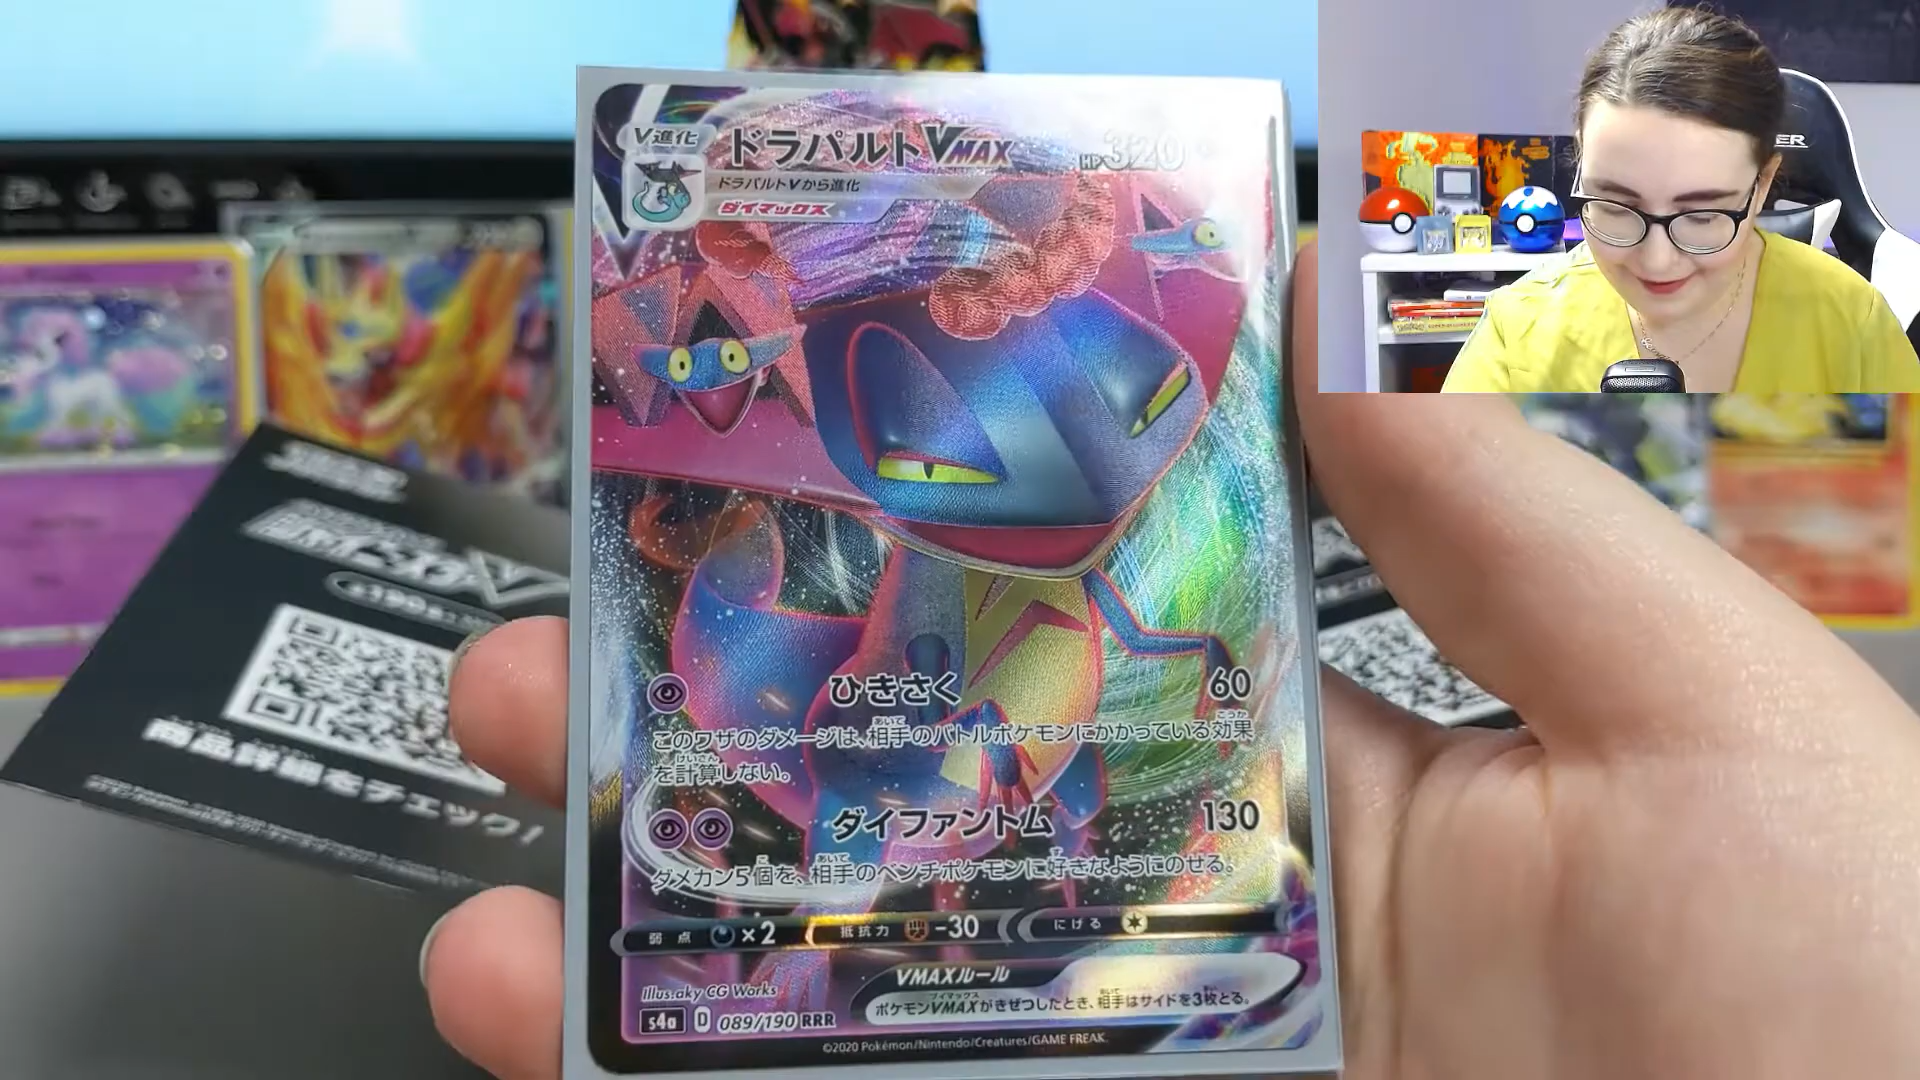 V進化
ドラパルトVMAX HP 320
ドラパルトVから進化
ダイマックス
ER
ひきさく 60
このワザのダメージは、相手のバトルポケモンにかかっている効果
を計算しない。
ダイファントム 130
ダメカン5個を、相手のベンチポケモンに好きなようにのせる。
弱点 ×2 抵抗力 -30 にげる
VMAXルール
ポケモンVMAXがきぜつしたとき、相手はサイドを3枚とる。
Illus.aky CG Works
s4a D 089/190 RRR
©2020 Pokémon/Nintendo/Creatures/GAME FREAK.
商品詳細をチェック!